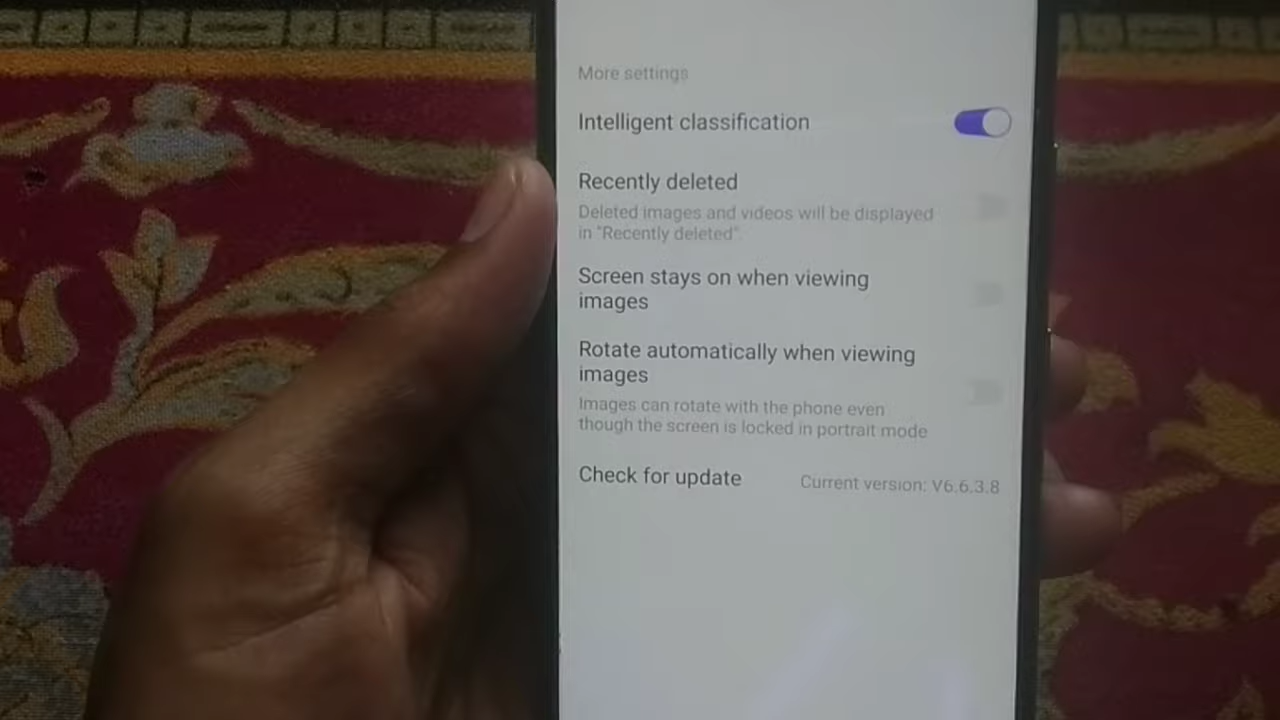 More settings
Intelligent classification
Recently deleted
Deleted images and videos will be displayed
in "Recently deleted".
Screen stays on when viewing
images
Rotate automatically when viewing
images
Images can rotate with the phone even
though the screen is locked in portrait mode
Check for update
Current version: V6.6.3.8